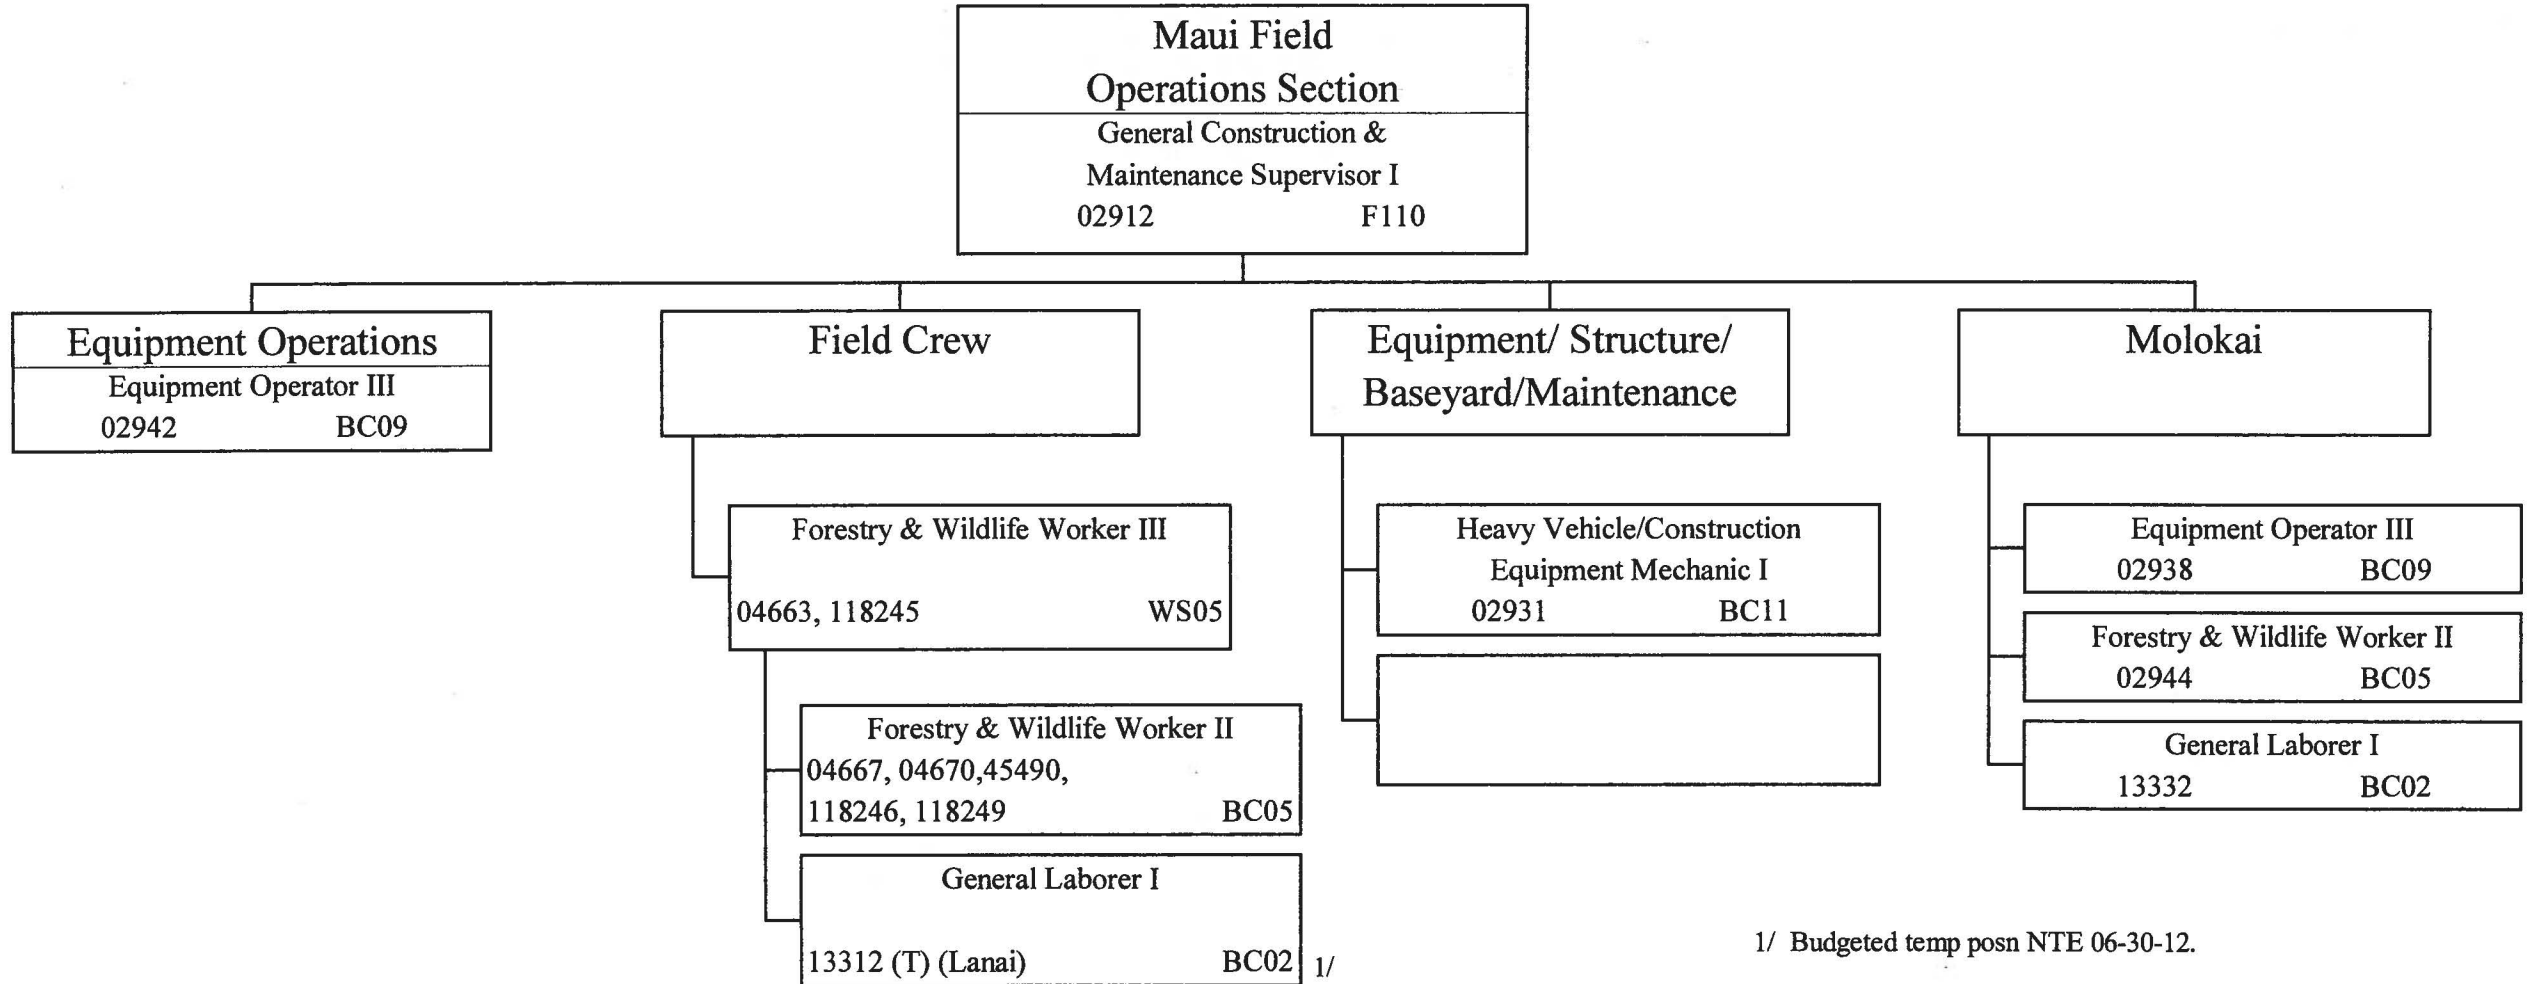 Maui Field
Operations Section
General Construction &
Maintenance Supervisor I
02912 F110
Equipment Operations
Equipment Operator III
02942 BC09
Field Crew
Forestry & Wildlife Worker III
04663, 118245 WS05
Forestry & Wildlife Worker II
04667, 04670,45490,
118246, 118249 BC05
General Laborer I
13312 (T) (Lanai) BC02 1/
Equipment/ Structure/
Baseyard/Maintenance
Heavy Vehicle/Construction
Equipment Mechanic I
02931 BC11
Molokai
Equipment Operator III
02938 BC09
Forestry & Wildlife Worker II
02944 BC05
General Laborer I
13332 BC02
1/ Budgeted temp posn NTE 06-30-12.